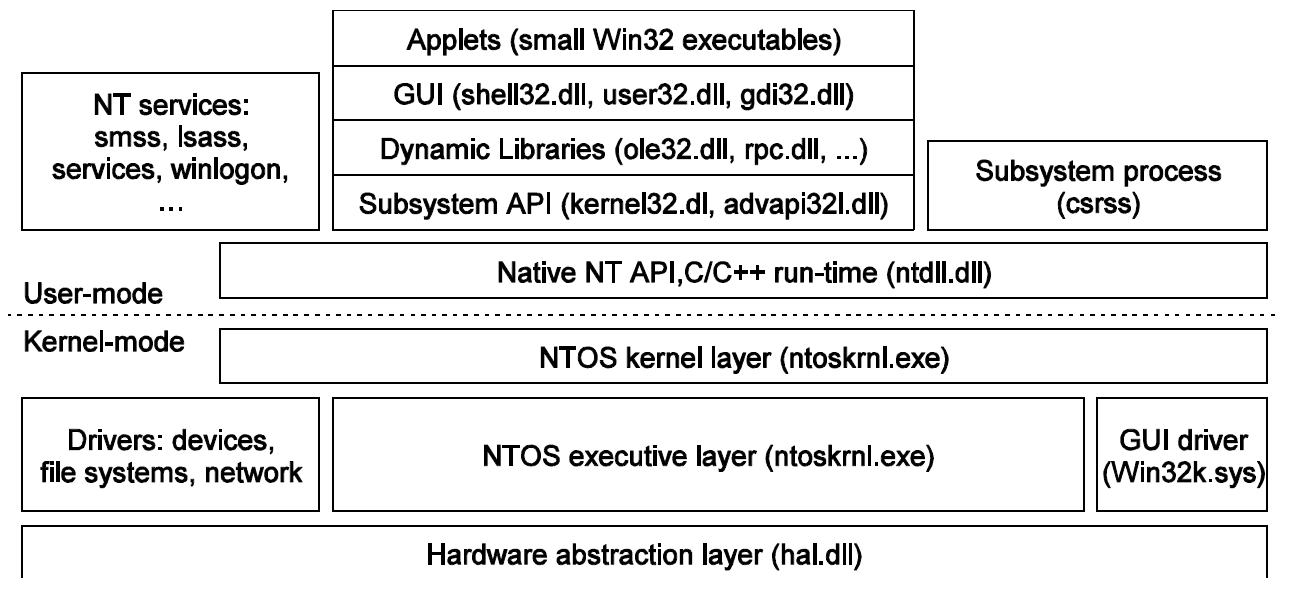 Applets (small Win32 executables)
GUI (shell32.dll, user32.dll, gdi32.dll)
Dynamic Libraries (ole32.dll, rpc.dll, ...)
Subsystem API (kernel32.dl, advapi32l.dll)
NT services:
smss, lsass,
services, winlogon,
...
Subsystem process
(csrss)
Native NT API,C/C++ run-time (ntdll.dll)
User-mode
Kernel-mode
NTOS kernel layer (ntoskrnl.exe)
Drivers: devices,
file systems, network
NTOS executive layer (ntoskrnl.exe)
GUI driver
(Win32k.sys)
Hardware abstraction layer (hal.dll)